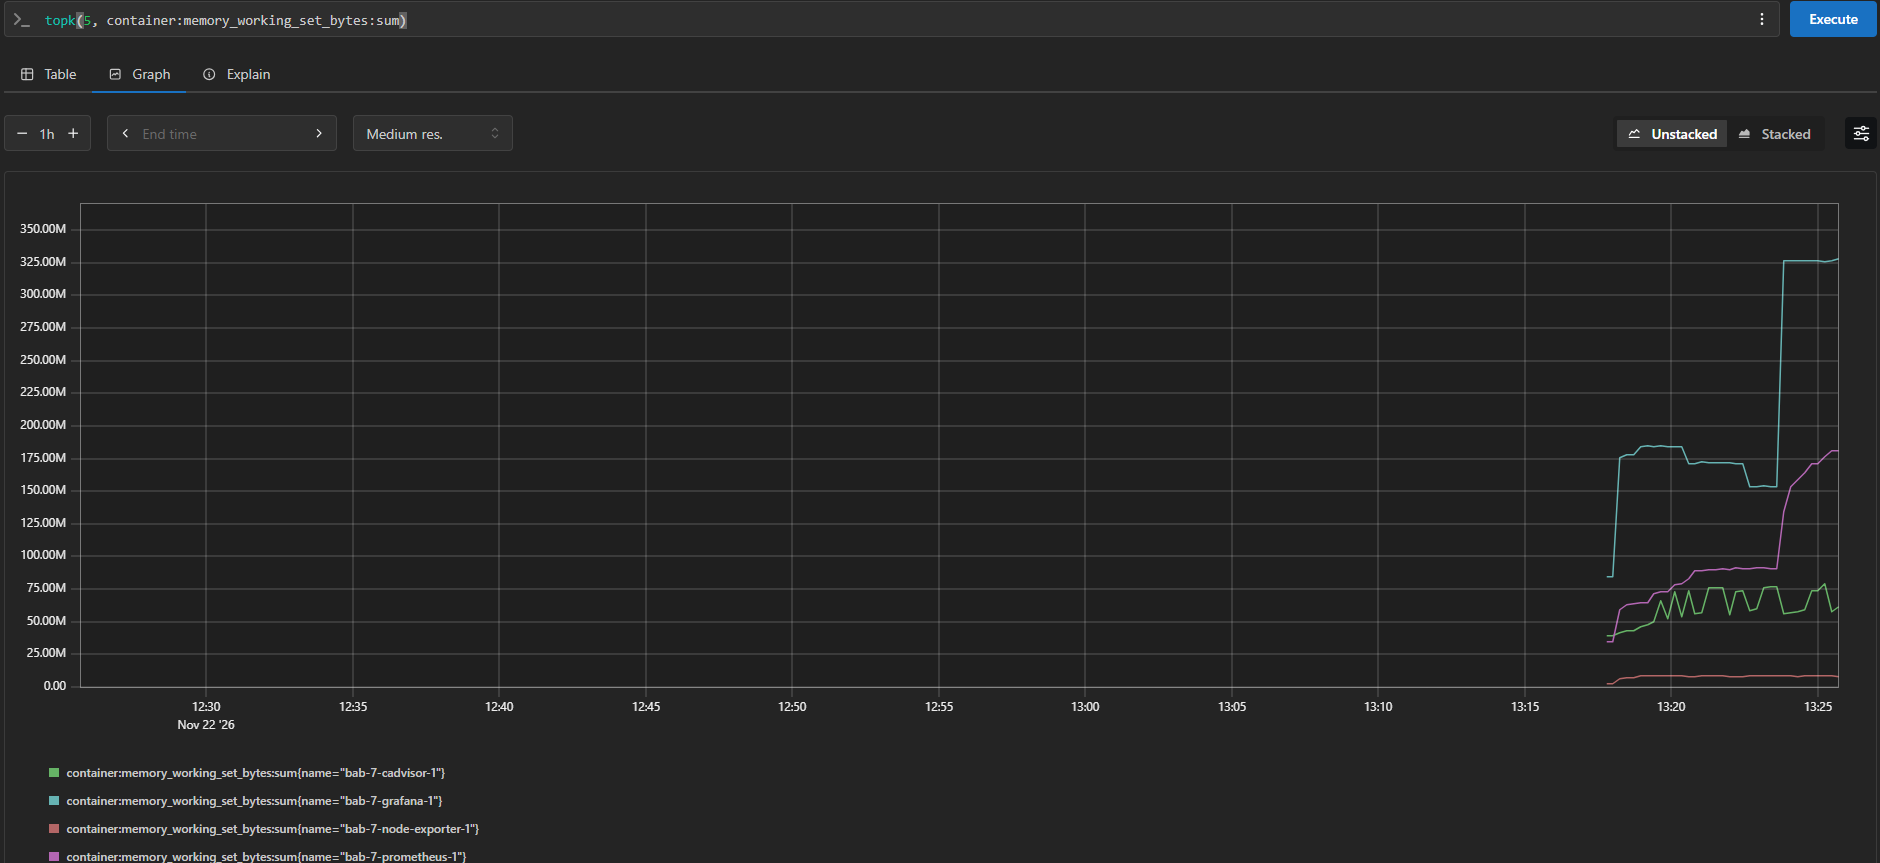 topk(5, container:memory_working_set_bytes:sum)
Execute
Table Graph Explain
1h End time Medium res. Unstacked Stacked
350.00M
325.00M
300.00M
275.00M
250.00M
225.00M
200.00M
175.00M
150.00M
125.00M
100.00M
75.00M
50.00M
25.00M
0.00
12:30 12:35 12:40 12:45 12:50 12:55 13:00 13:05 13:10 13:15 13:20 13:25
Nov 22 '26
container:memory_working_set_bytes:sum{name="bab-7-cadvisor-1"}
container:memory_working_set_bytes:sum{name="bab-7-grafana-1"}
container:memory_working_set_bytes:sum{name="bab-7-node-exporter-1"}
container:memory_working_set_bytes:sum{name="bab-7-prometheus-1"}